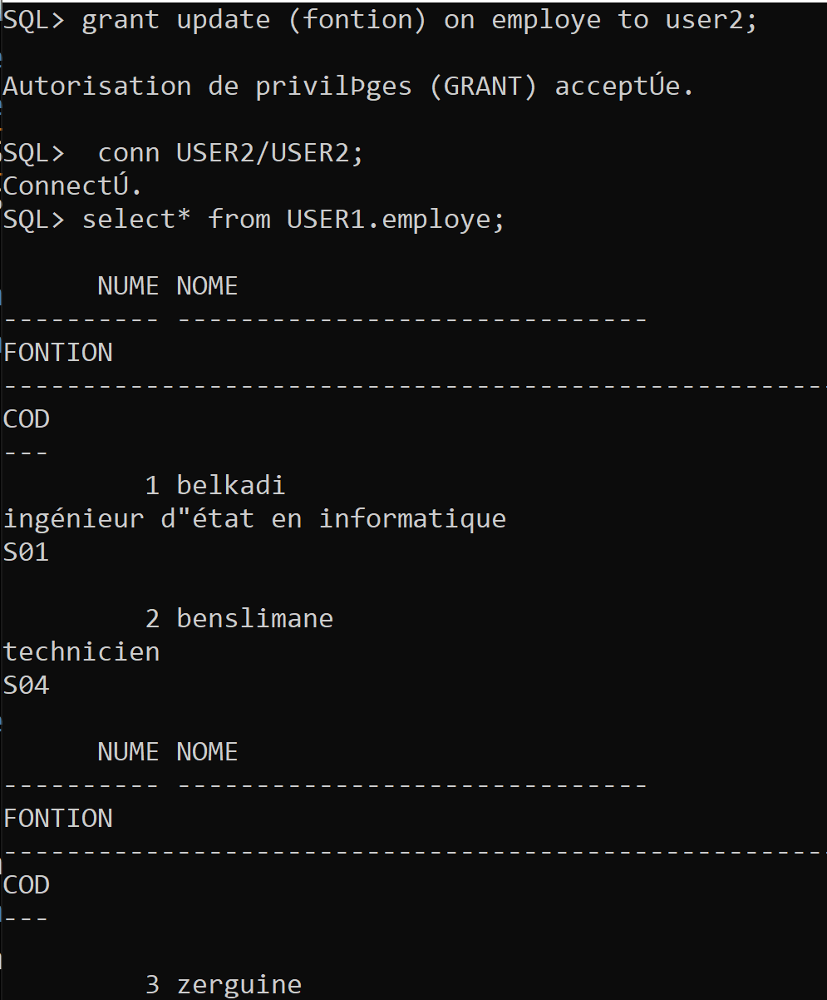 SQL> grant update (fontion) on employe to user2;
Autorisation de privilÞges (GRANT) acceptÚe.
SQL>  conn USER2/USER2;
ConnectÚ.
SQL> select* from USER1.employe;
      NUME NOME
---------- ------------------------------
FONTION
-----------------------------------------------------
COD
---
         1 belkadi
ingénieur d"état en informatique
S01
         2 benslimane
technicien
S04
      NUME NOME
---------- ------------------------------
FONTION
-----------------------------------------------------
COD
---
         3 zerguine